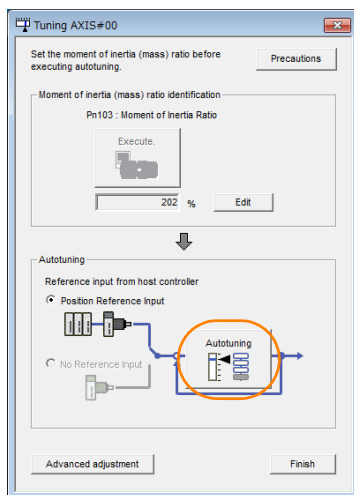 Tuning AXIS#00
Set the moment of inertia (mass) ratio before
executing autotuning.
Precautions
Moment of inertia (mass) ratio identification
Pn103 : Moment of Inertia Ratio
Execute.
202 % Edit
Autotuning
Reference input from host controller
Position Reference Input
Autotuning
No Reference Input
Advanced adjustment
Finish